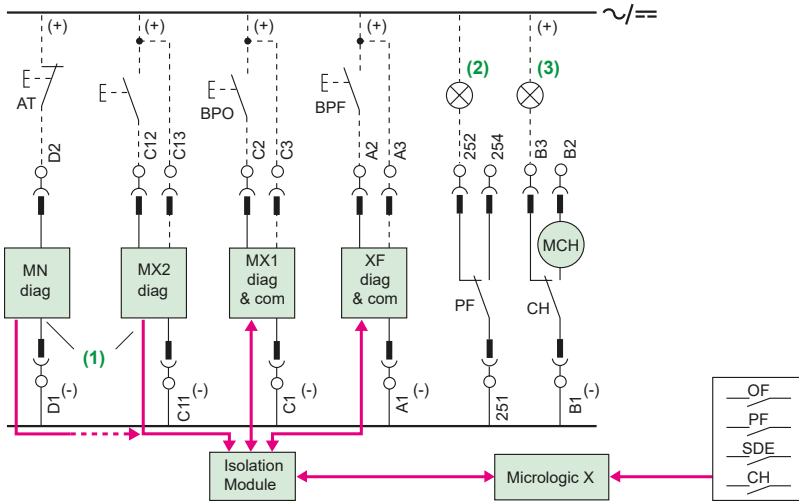 (+) (+) (+) (+) (+)
(2) (3)
AT BPO BPF
D2 C12 C13 C2 C3 A2 A3 252 254 B3 B2
MCH
MN
diag
MX2
diag
MX1
diag
& com
XF
diag
& com
PF CH
(1)
D1 (-) C11 (-) C1 (-) A1 (-) 251 B1 (-)
Isolation
Module
Micrologic X
OF
PF
SDE
CH